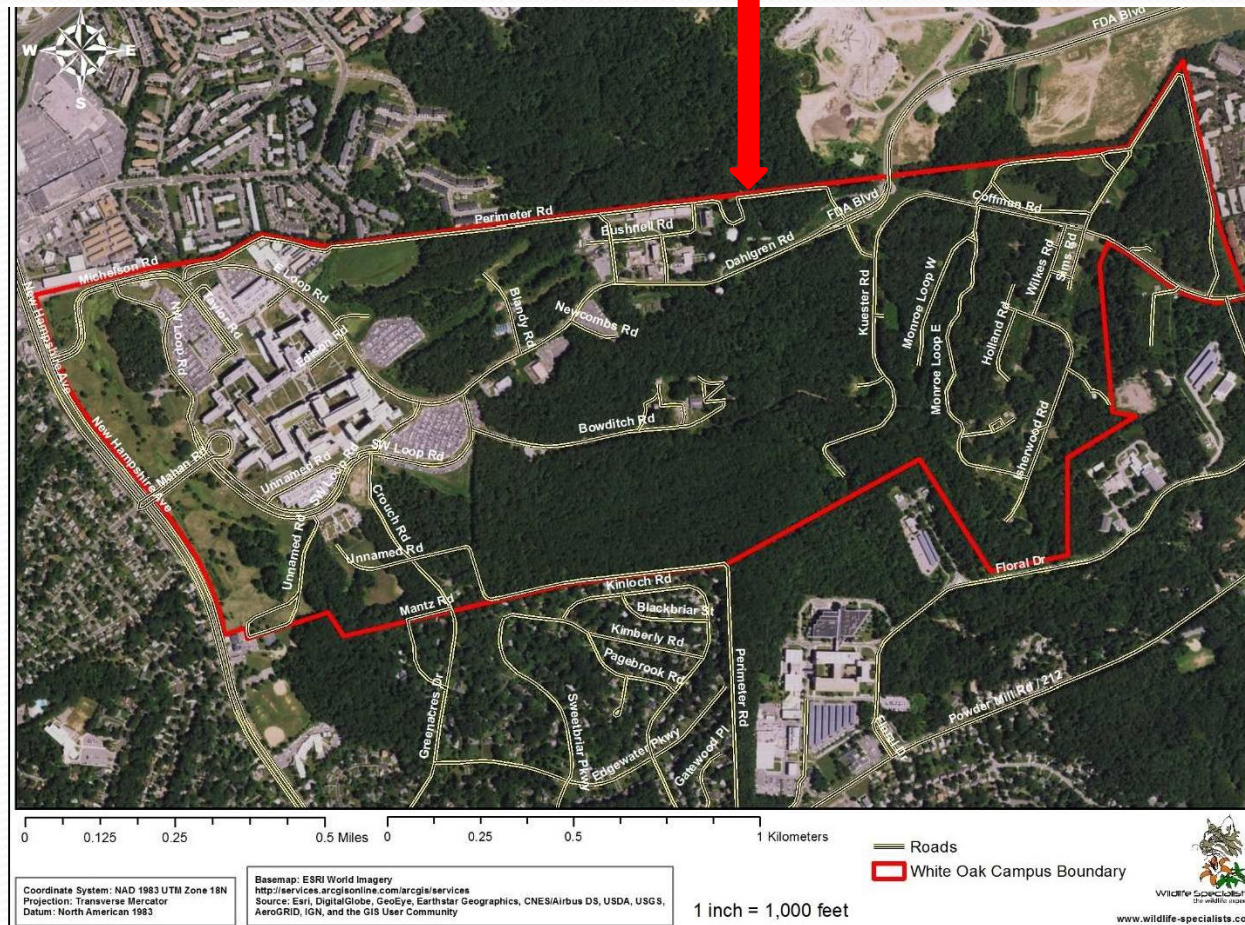 W
E
S
FDA Blvd
Perimeter Rd
Bushnell Rd
Dahlgren Rd
FDA Blvd
Coffman Rd
Michelson Rd
E Loop Rd
Taylor Rd
NW Loop Rd
Edison Rd
Blandy Rd
Newcombs Rd
Kuester Rd
Monroe Loop W
Monroe Loop E
Holland Rd
Wilkes Rd
Sims Rd
Isherwood Rd
New Hampshire Ave
New Hampshire Ave
Mahan Rd
Unnamed Rd
SW Loop Rd
SW Loop Rd
Bowditch Rd
Crouch Rd
Unnamed Rd
Unnamed Rd
Mantz Rd
Kinloch Rd
Blackbriar St
Kimberly Rd
Pagebrook Rd
Greenacres Dr
Sweetbriar Pkwy
Edgewater Pkwy
Gatewood Pl
Perimeter Rd
Floral Dr
Floral Dr
Powder Mill Rd / 212
0 0.125 0.25 0.5 Miles
0 0.25 0.5 1 Kilometers
Roads
White Oak Campus Boundary
Coordinate System: NAD 1983 UTM Zone 18N
Projection: Transverse Mercator
Datum: North American 1983
Basemap: ESRI World Imagery
http://services.arcgisonline.com/arcgis/services
Source: Esri, DigitalGlobe, GeoEye, Earthstar Geographics, CNES/Airbus DS, USDA, USGS,
AeroGRID, IGN, and the GIS User Community
1 inch = 1,000 feet
Wildlife Specialist
the wildlife exper
www.wildlife-specialists.co